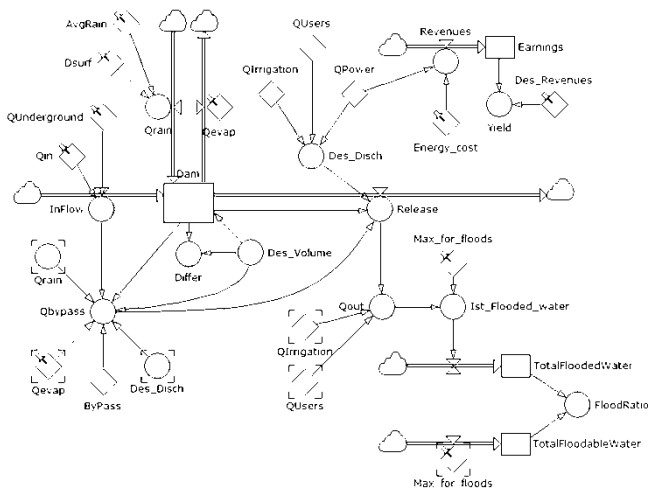 AvgRain
QUsers
Revenues
Dsurf
Earnings
QIrrigation
QPower
Des_Revenues
QUnderground
Qrain
Qevap
Energy_cost
Yield
Qin
Des_Disch
Dam
InFlow
Release
Max_for_floods
Qrain
Differ
Des_Volume
Qbypass
Qout
Ist_Flooded_water
QIrrigation
Qevap
ByPass
Des_Disch
QUsers
TotalFloodedWater
FloodRatio
TotalFloodableWater
Max_for_floods